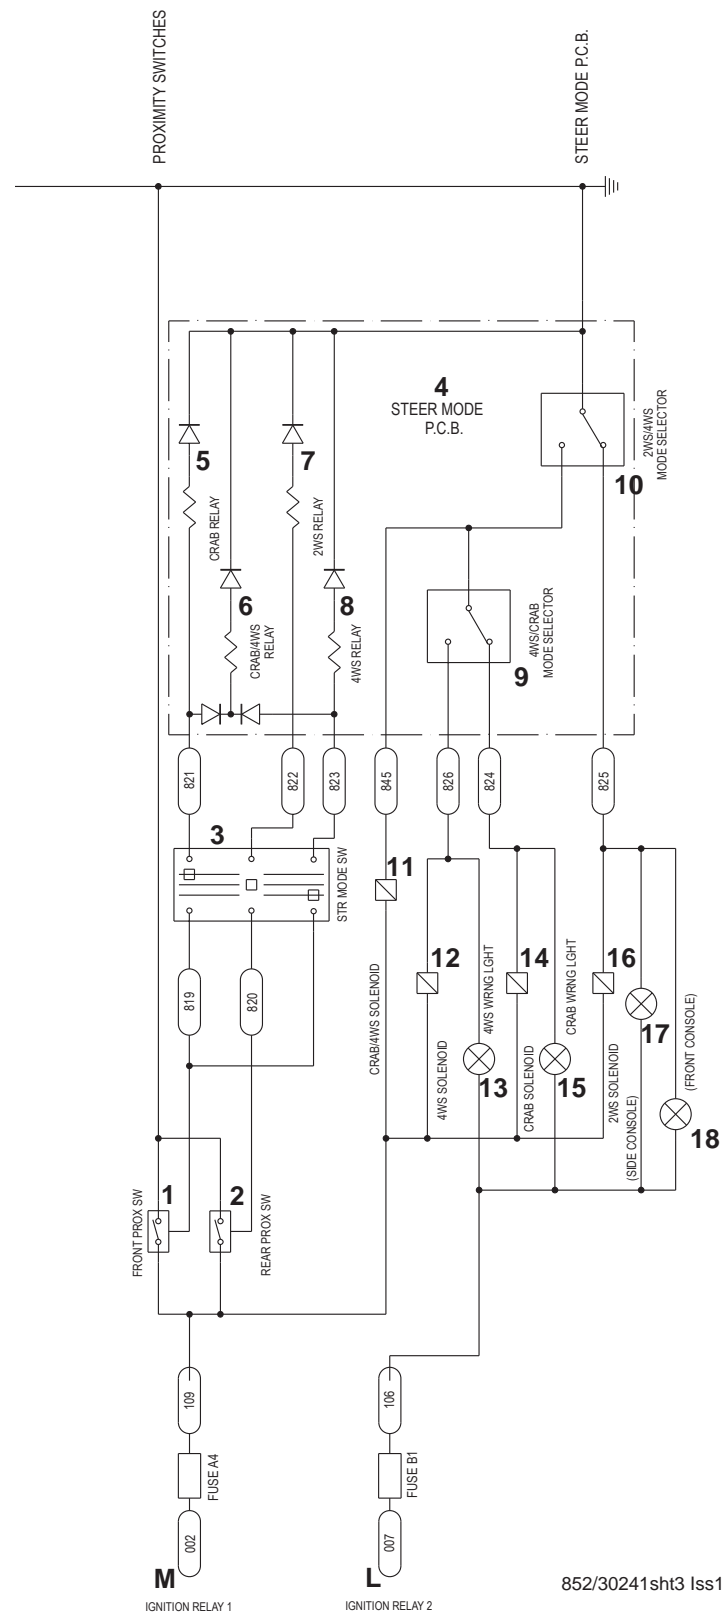 PROXIMITY SWITCHES
STEER MODE P.C.B.
4
STEER MODE
P.C.B.
2WS/4WS
MODE SELECTOR
10
5
7
CRAB RELAY
2WS RELAY
6
8
CRAB/4WS
RELAY
4WS RELAY
4WS/CRAB
MODE SELECTOR
9
821
822
823
845
826
824
825
3
STR MODE SW
11
12
14
16
819
820
CRAB/4WS SOLENOID
4WS WRNG LGHT
CRAB WRNG LGHT
17
(FRONT CONSOLE)
4WS SOLENOID
13
CRAB SOLENOID
15
2WS SOLENOID
(SIDE CONSOLE)
18
1
2
FRONT PROX SW
REAR PROX SW
109
106
FUSE A4
FUSE B1
002
007
M
L
IGNITION RELAY 1
IGNITION RELAY 2
852/30241sht3 Iss1